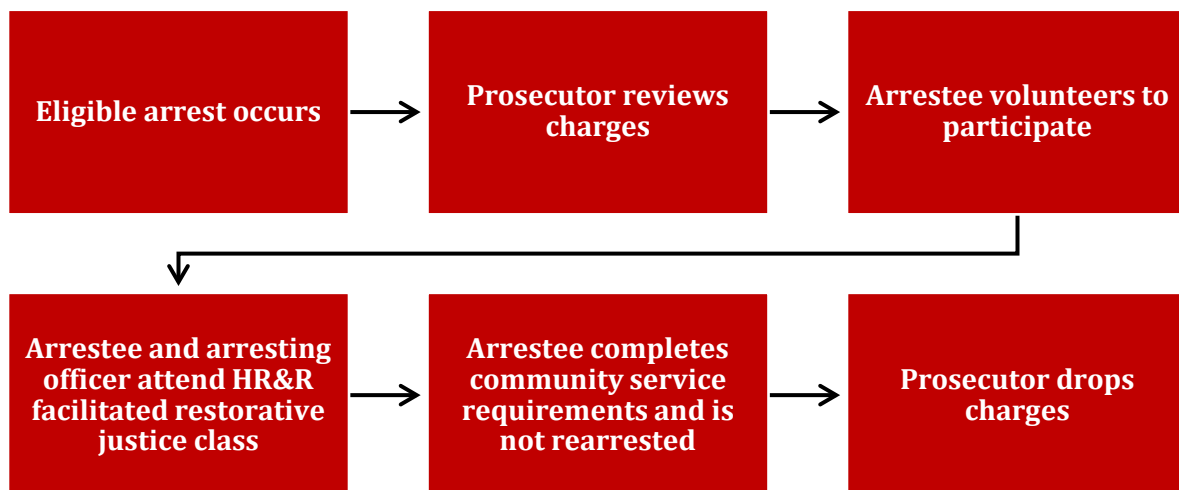 Eligible arrest occurs
Prosecutor reviews
charges
Arrestee volunteers to
participate
Arrestee and arresting
officer attend HR&R
facilitated restorative
justice class
Arrestee completes
community service
requirements and is
not rearrested
Prosecutor drops
charges